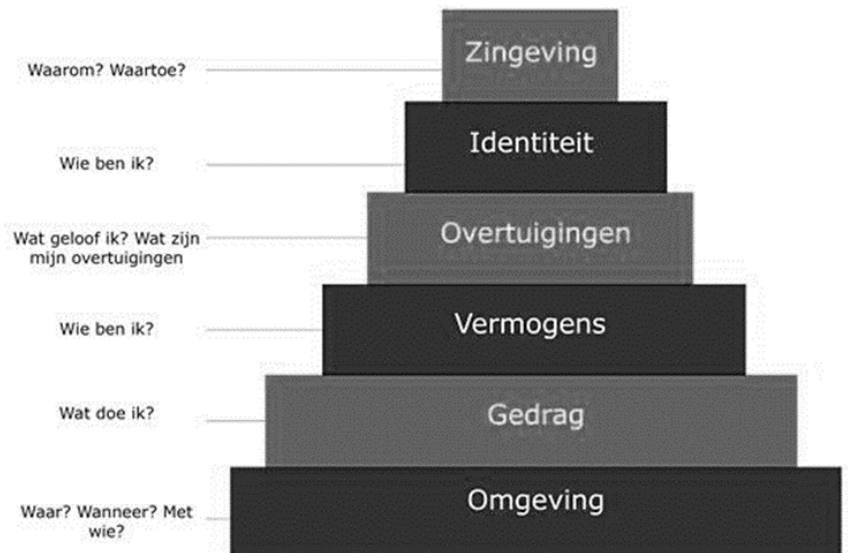 Zingeving
Waarom? Waartoe?
Identiteit
Wie ben ik?
Overtuigingen
Wat geloof ik? Wat zijn
mijn overtuigingen
Vermogens
Wie ben ik?
Gedrag
Wat doe ik?
Omgeving
Waar? Wanneer? Met
wie?